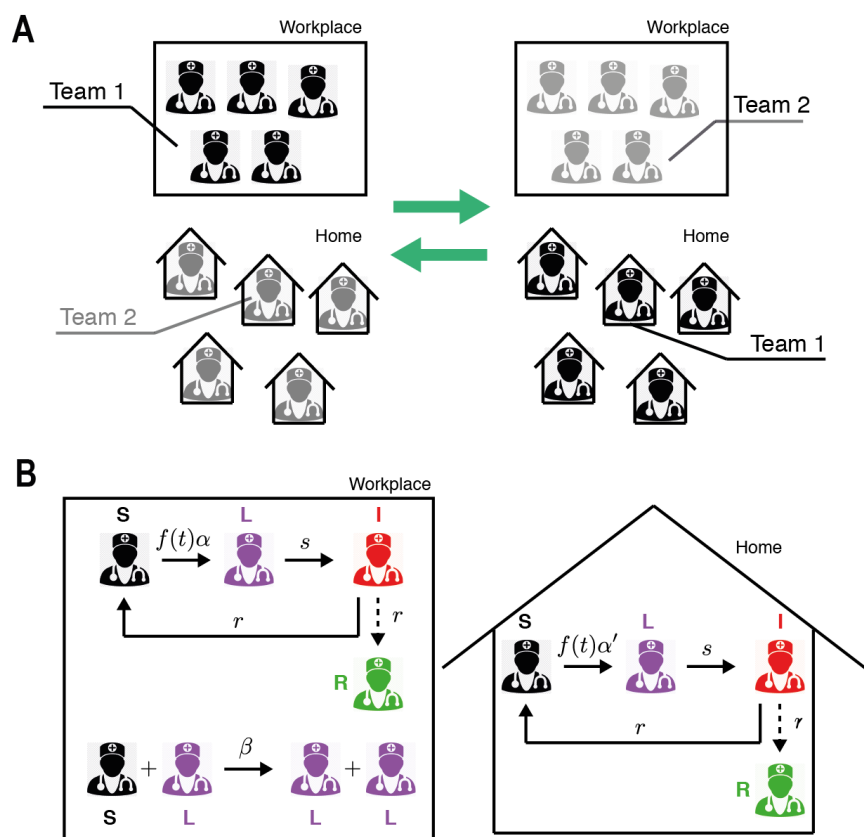 A
Workplace
Workplace
Team 1
Team 2
Home
Home
Team 2
Team 1
B
Workplace
S
f(t)α
L
s
I
r
r
R
S
+
L
β
L
+
L
Home
S
f(t)α′
L
s
I
r
r
R